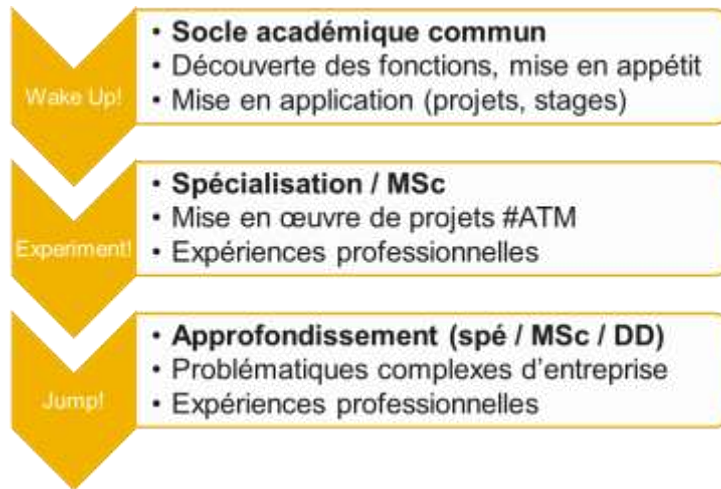 Wake Up!
• Socle académique commun
• Découverte des fonctions, mise en appétit
• Mise en application (projets, stages)
Experiment!
• Spécialisation / MSc
• Mise en œuvre de projets #ATM
• Expériences professionnelles
Jump!
• Approfondissement (spé / MSc / DD)
• Problématiques complexes d’entreprise
• Expériences professionnelles